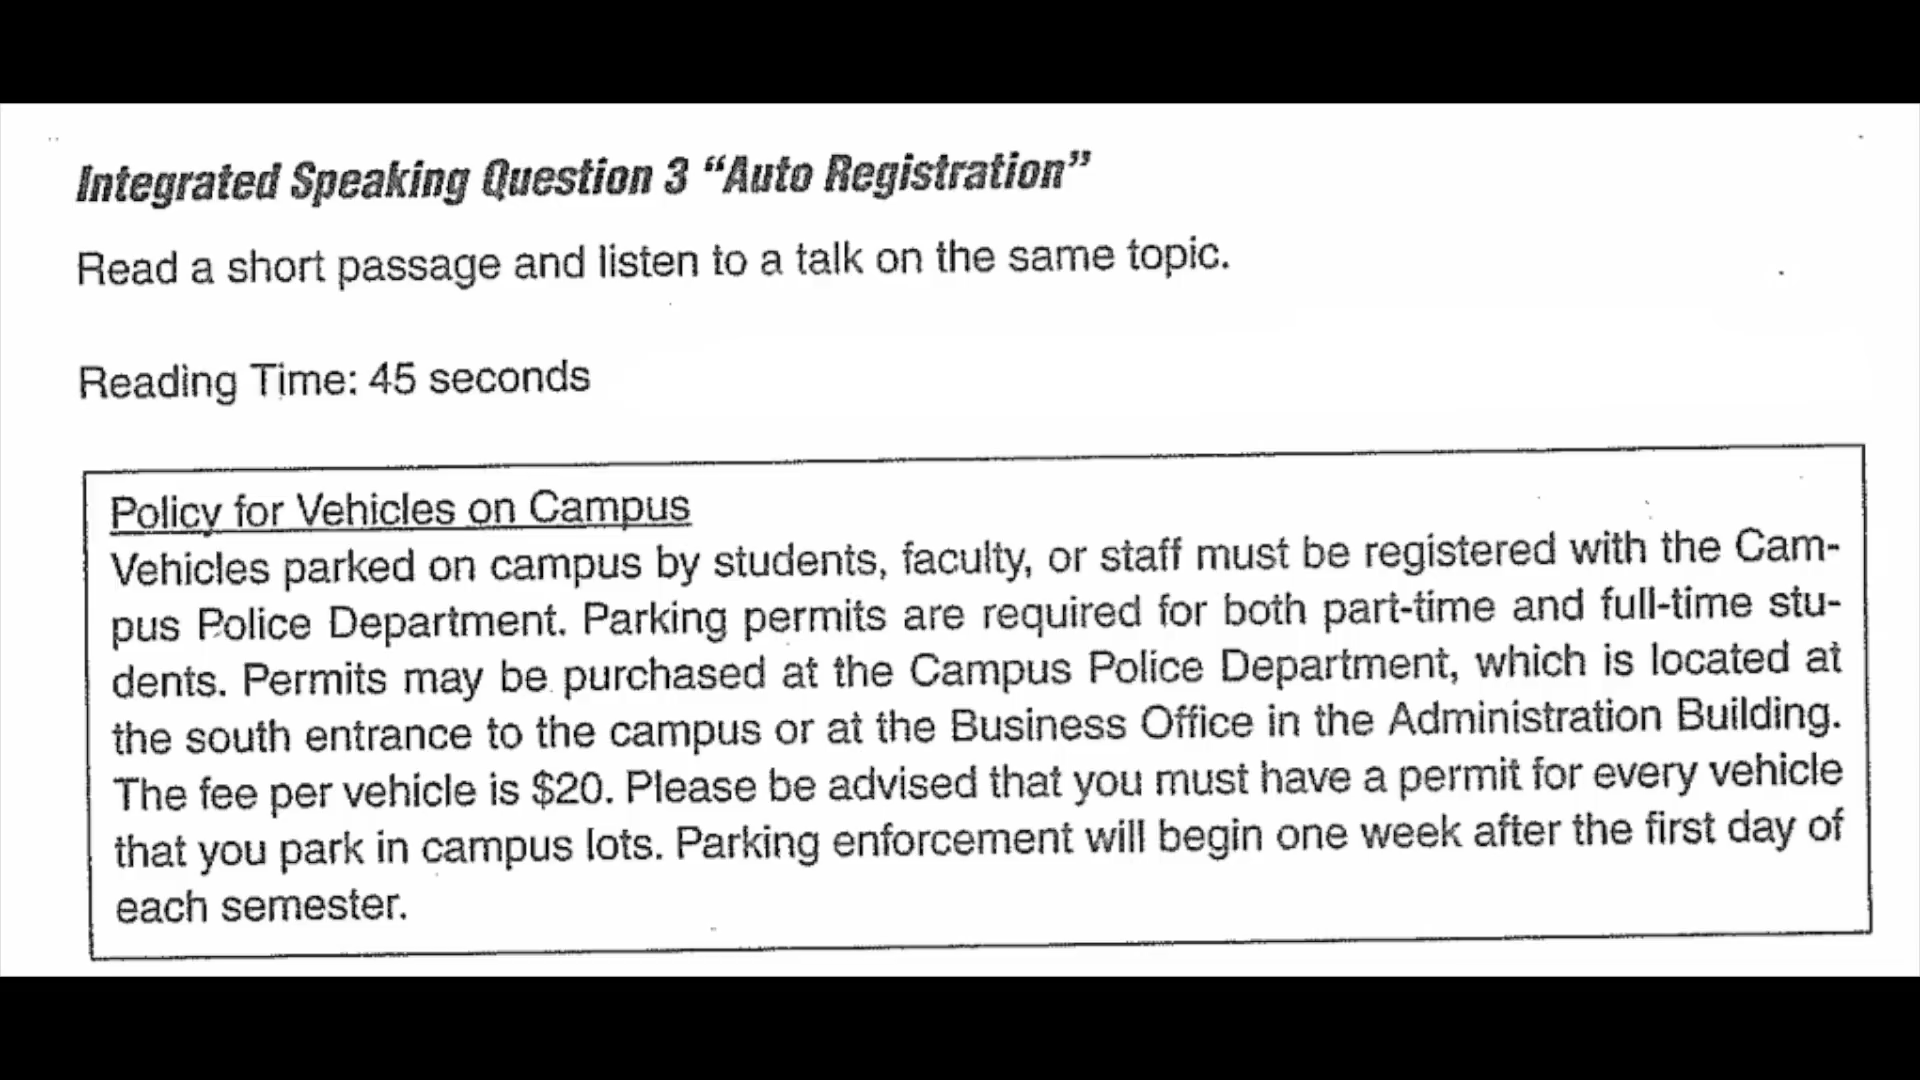 Integrated Speaking Question 3 “Auto Registration”
Read a short passage and listen to a talk on the same topic.
Reading Time: 45 seconds
Policy for Vehicles on Campus
Vehicles parked on campus by students, faculty, or staff must be registered with the Cam-
pus Police Department. Parking permits are required for both part-time and full-time stu-
dents. Permits may be purchased at the Campus Police Department, which is located at
the south entrance to the campus or at the Business Office in the Administration Building.
The fee per vehicle is $20. Please be advised that you must have a permit for every vehicle
that you park in campus lots. Parking enforcement will begin one week after the first day of
each semester.